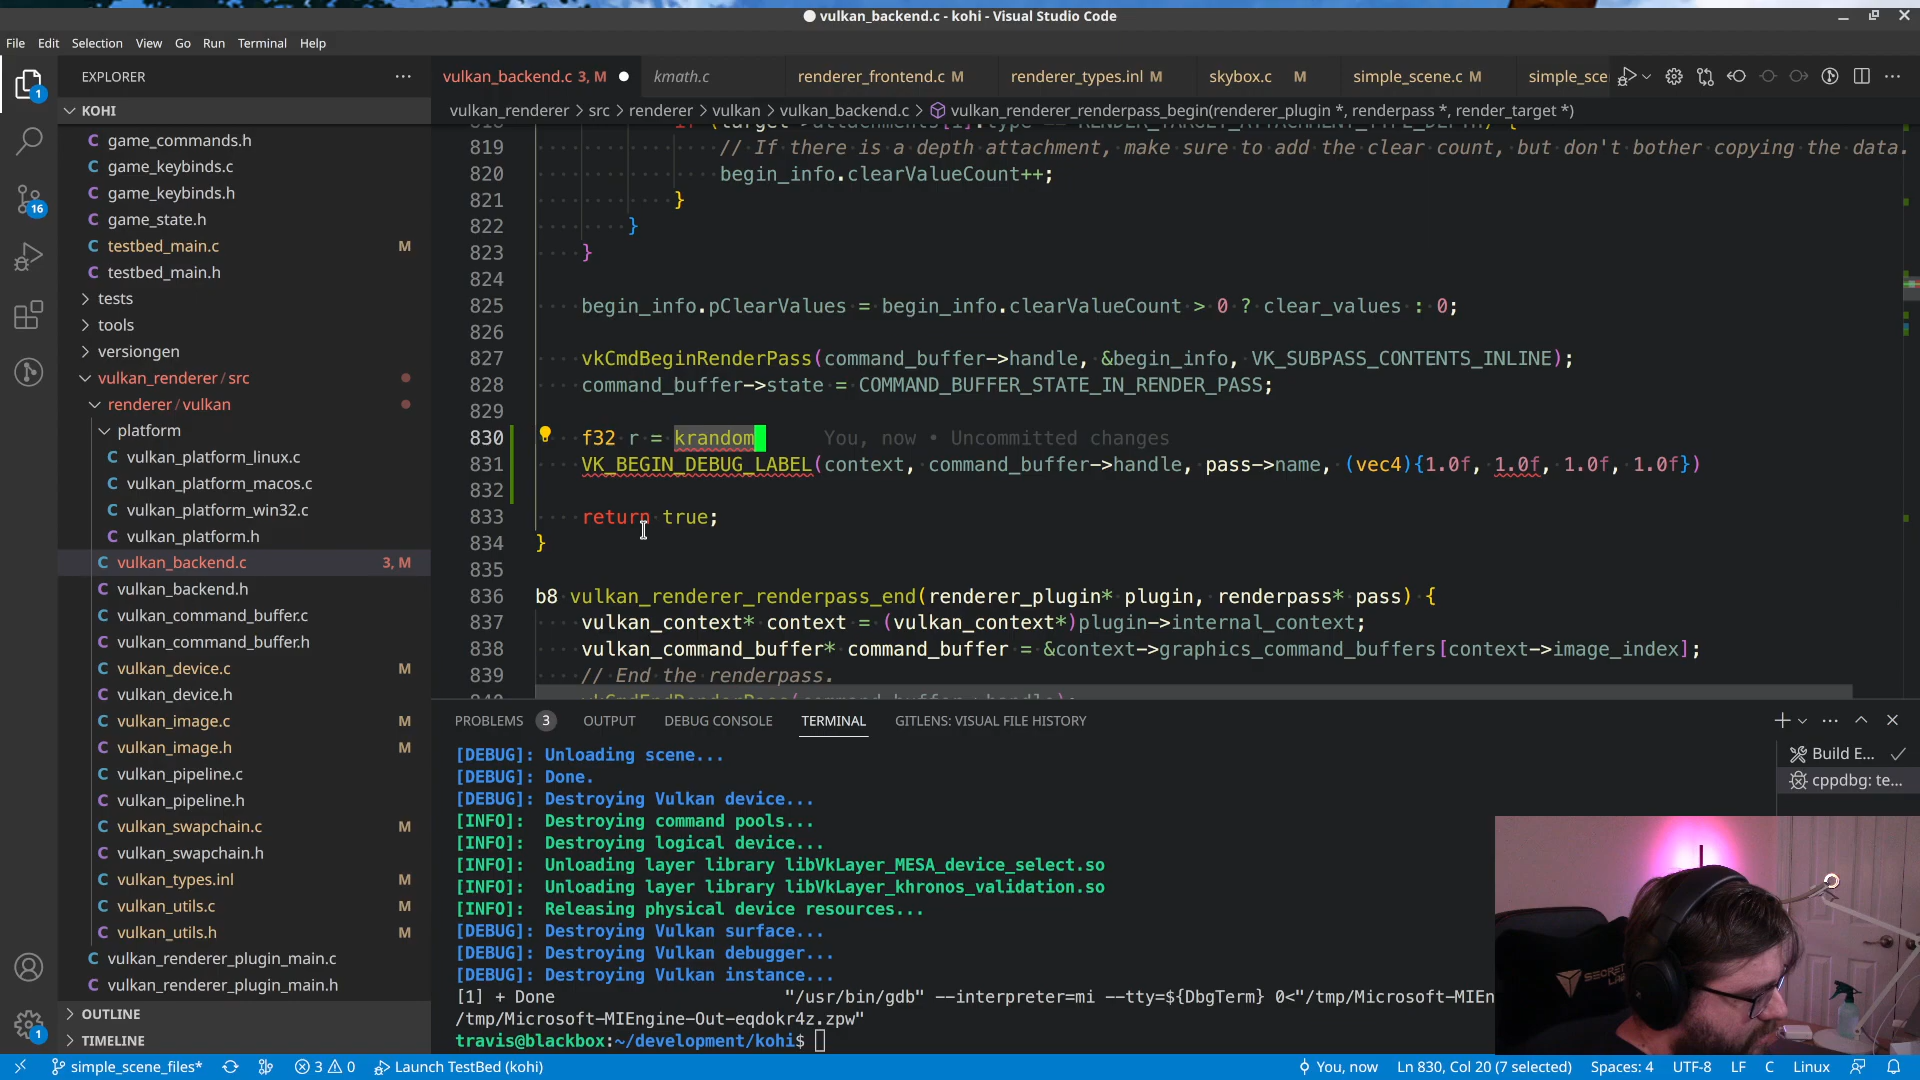 vulkan_backend.c - kohi - Visual Studio Code
File Edit Selection View Go Run Terminal Help
EXPLORER
KOHI
game_commands.h
game_keybinds.c
game_keybinds.h
game_state.h
testbed_main.c M
testbed_main.h
tests
tools
versiongen
vulkan_renderer / src
renderer / vulkan
platform
vulkan_platform_linux.c
vulkan_platform_macos.c
vulkan_platform_win32.c
vulkan_platform.h
vulkan_backend.c 3, M
vulkan_backend.h
vulkan_command_buffer.c
vulkan_command_buffer.h
vulkan_device.c M
vulkan_device.h
vulkan_image.c M
vulkan_image.h M
vulkan_pipeline.c
vulkan_pipeline.h
vulkan_swapchain.c M
vulkan_swapchain.h
vulkan_types.inl M
vulkan_utils.c M
vulkan_utils.h M
vulkan_renderer_plugin_main.c
vulkan_renderer_plugin_main.h
OUTLINE
TIMELINE
1
16
1
vulkan_backend.c 3, M kmath.c renderer_frontend.c M renderer_types.inl M skybox.c M simple_scene.c M simple_sce
vulkan_renderer > src > renderer > vulkan > vulkan_backend.c > vulkan_renderer_renderpass_begin(renderer_plugin *, renderpass *, render_target *)
819 // If there is a depth attachment, make sure to add the clear count, but don't bother copying the data.
820 begin_info.clearValueCount++;
821 }
822 }
823 }
824
825 begin_info.pClearValues = begin_info.clearValueCount > 0 ? clear_values : 0;
826
827 vkCmdBeginRenderPass(command_buffer->handle, &begin_info, VK_SUBPASS_CONTENTS_INLINE);
828 command_buffer->state = COMMAND_BUFFER_STATE_IN_RENDER_PASS;
829
830 f32 r = krandom You, now • Uncommitted changes
831 VK_BEGIN_DEBUG_LABEL(context, command_buffer->handle, pass->name, (vec4){1.0f, 1.0f, 1.0f, 1.0f})
832
833 return true;
834 }
835
836 b8 vulkan_renderer_renderpass_end(renderer_plugin* plugin, renderpass* pass) {
837 vulkan_context* context = (vulkan_context*)plugin->internal_context;
838 vulkan_command_buffer* command_buffer = &context->graphics_command_buffers[context->image_index];
839 // End the renderpass.
PROBLEMS 3 OUTPUT DEBUG CONSOLE TERMINAL GITLENS: VISUAL FILE HISTORY
[DEBUG]: Unloading scene...
[DEBUG]: Done.
[DEBUG]: Destroying Vulkan device...
[INFO]: Destroying command pools...
[INFO]: Destroying logical device...
[INFO]: Unloading layer library libVkLayer_MESA_device_select.so
[INFO]: Unloading layer library libVkLayer_khronos_validation.so
[INFO]: Releasing physical device resources...
[DEBUG]: Destroying Vulkan surface...
[DEBUG]: Destroying Vulkan debugger...
[DEBUG]: Destroying Vulkan instance...
[1] + Done "/usr/bin/gdb" --interpreter=mi --tty=${DbgTerm} 0<"/tmp/Microsoft-MIEn
/tmp/Microsoft-MIEngine-Out-eqdokr4z.zpw"
travis@blackbox:~/development/kohi$
Build E...
cppdbg: te...
simple_scene_files* 3 0 Launch TestBed (kohi) You, now Ln 830, Col 20 (7 selected) Spaces: 4 UTF-8 LF C Linux